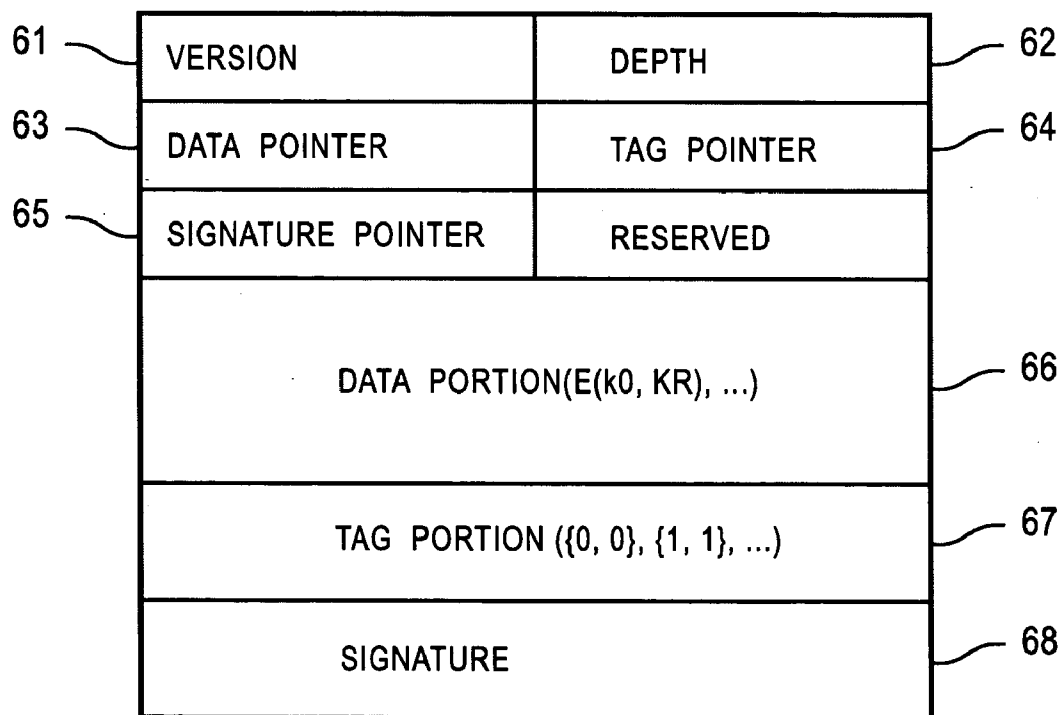 61 VERSION DEPTH 62
63 DATA POINTER TAG POINTER 64
65 SIGNATURE POINTER RESERVED
DATA PORTION(E(k0, KR), ...) 66
TAG PORTION ({0, 0}, {1, 1}, ...) 67
SIGNATURE 68